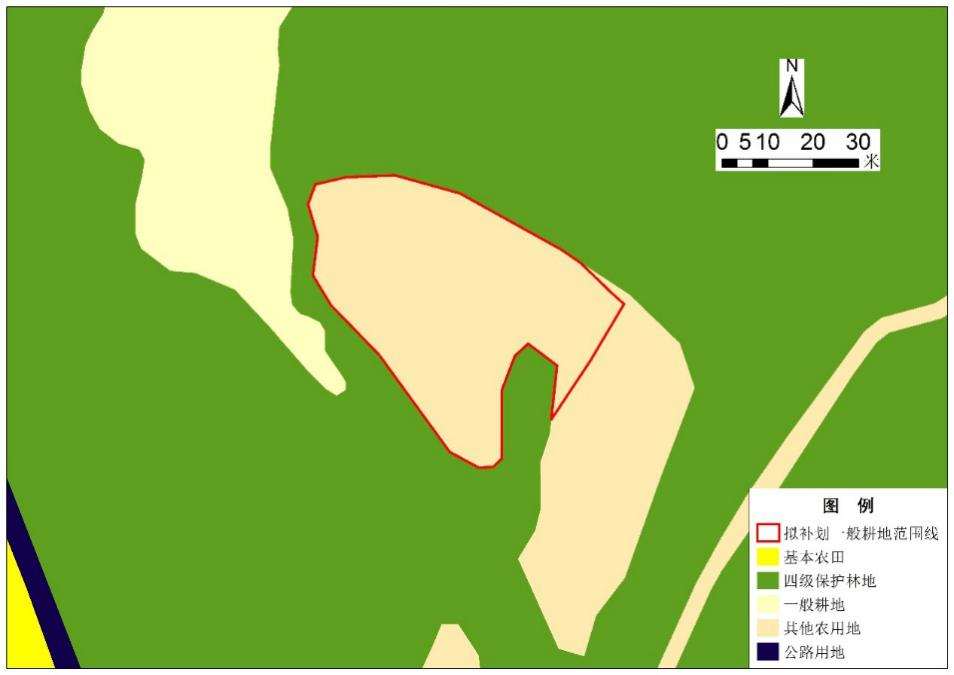 N
0 5 10 20 30
米
图 例
拟补划一般耕地范围线
基本农田
四级保护林地
一般耕地
其他农用地
公路用地